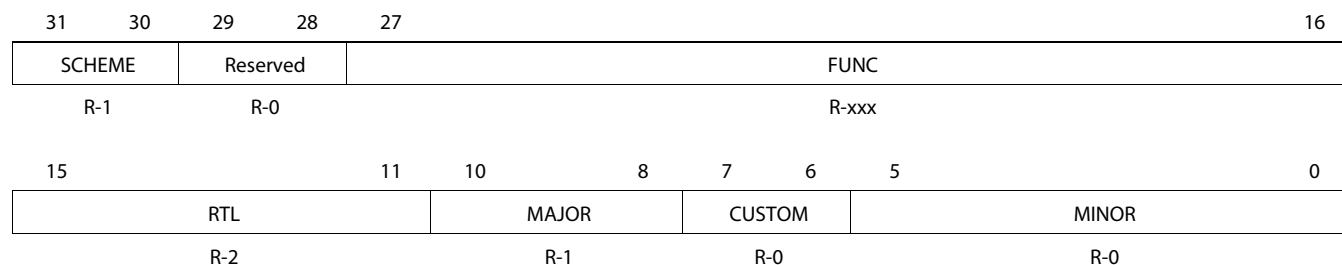 31 30 29 28 27 16
SCHEME Reserved FUNC
R-1 R-0 R-xxx
15 11 10 8 7 6 5 0
RTL MAJOR CUSTOM MINOR
R-2 R-1 R-0 R-0